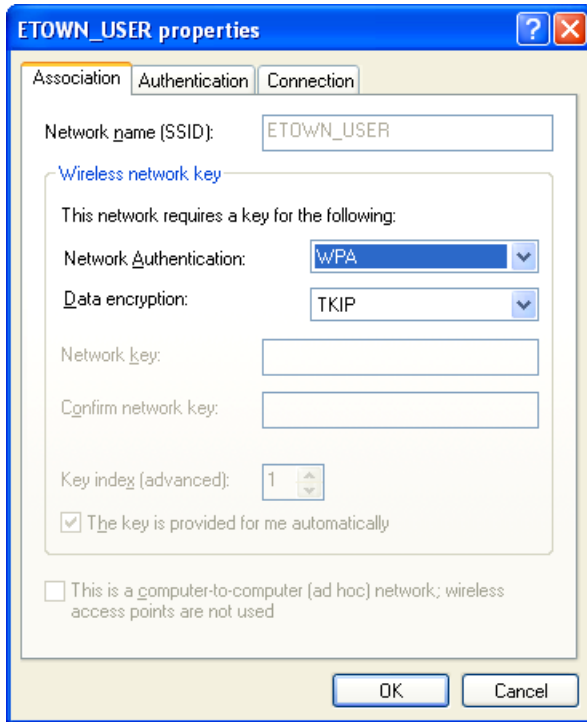 ETOWN_USER properties
Association Authentication Connection
Network name (SSID): ETOWN_USER
Wireless network key
This network requires a key for the following:
Network Authentication: WPA
Data encryption: TKIP
Network key:
Confirm network key:
Key index (advanced): 1
The key is provided for me automatically
This is a computer-to-computer (ad hoc) network; wireless
access points are not used
OK Cancel